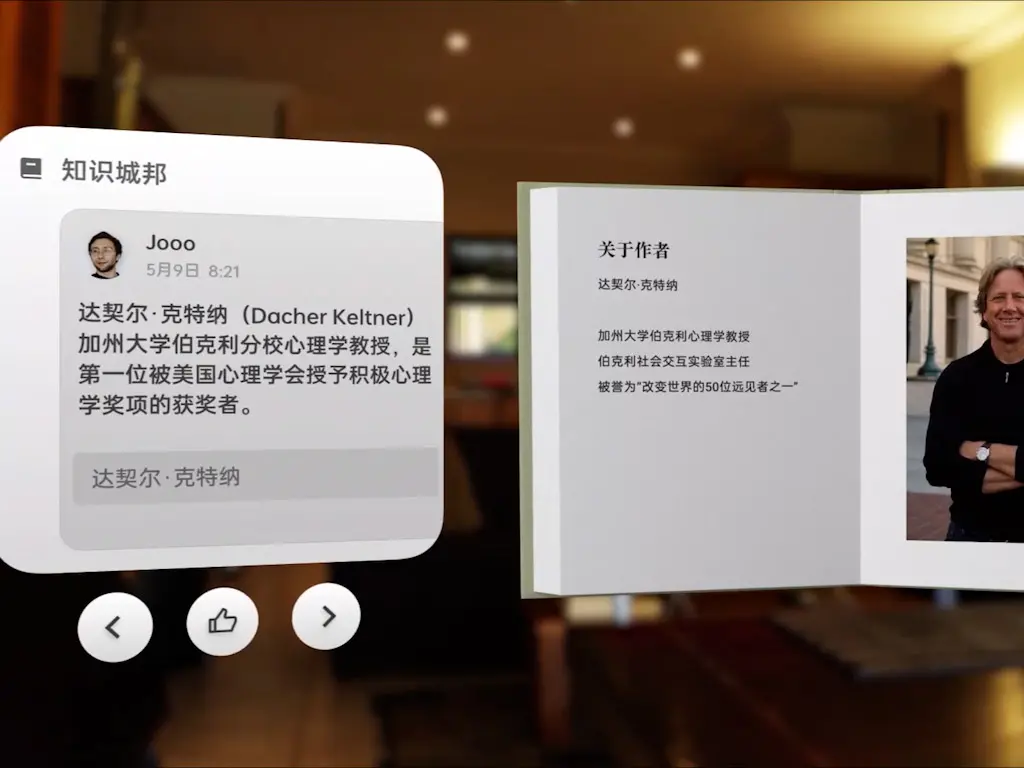 知识城邦
Jooo
5月9日 8:21
达契尔·克特纳（Dacher Keltner）
加州大学伯克利分校心理学教授，是
第一位被美国心理学会授予积极心理
学奖项的获奖者。
达契尔·克特纳
关于作者
达契尔·克特纳
加州大学伯克利心理学教授
伯克利社会交互实验室主任
被誉为"改变世界的50位远见者之一"